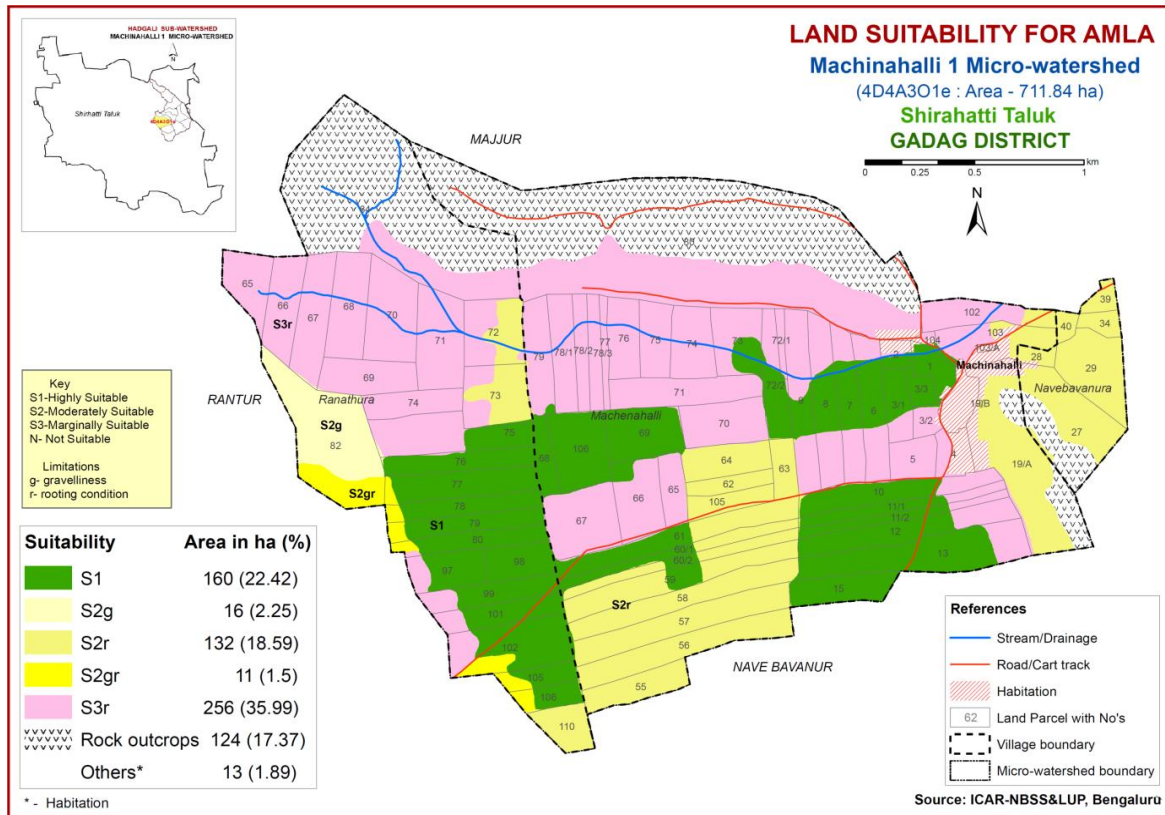 HADGALI SUB-WATERSHED
MACHINAHALLI 1 MICRO-WATERSHED
N
Shirhatti Taluk
4D4A3O1e
LAND SUITABILITY FOR AMLA
Machinahalli 1 Micro-watershed
(4D4A3O1e : Area - 711.84 ha)
Shirahatti Taluk
GADAG DISTRICT
0 0.25 0.5 1 km
N
MAJJUR
RANTUR
Ranathura
Machenahalli
Machinahalli
Navebavanura
NAVE BAVANUR
65 66 67 68 70 71 72 79 78/1 78/2 77 78/3 76 75 74 73 72/1 102 103 104 103/A 40 39 34
S3r
69 74 73 71 72/2 9 8 7 6 3/1 3/3 1 2 28 29
S2g
82
75 68 106 69 70 3/2 19/B 27
S2gr
76 77 78 79 80 67 66 65 64 62 63 105 5 4 19/A
S1
97 98 99 101 102 61 60/1 60/2 59 58 57 56 55 10 11/1 11/2 12 13 15
S2r
105 106 110
Key
S1-Highly Suitable
S2-Moderately Suitable
S3-Marginally Suitable
N- Not Suitable
Limitations
g- gravelliness
r- rooting condition
Suitability Area in ha (%)
S1 160 (22.42)
S2g 16 (2.25)
S2r 132 (18.59)
S2gr 11 (1.5)
S3r 256 (35.99)
Rock outcrops 124 (17.37)
Others* 13 (1.89)
* - Habitation
References
Stream/Drainage
Road/Cart track
Habitation
62 Land Parcel with No's
Village boundary
Micro-watershed boundary
Source: ICAR-NBSS&LUP, Bengaluru